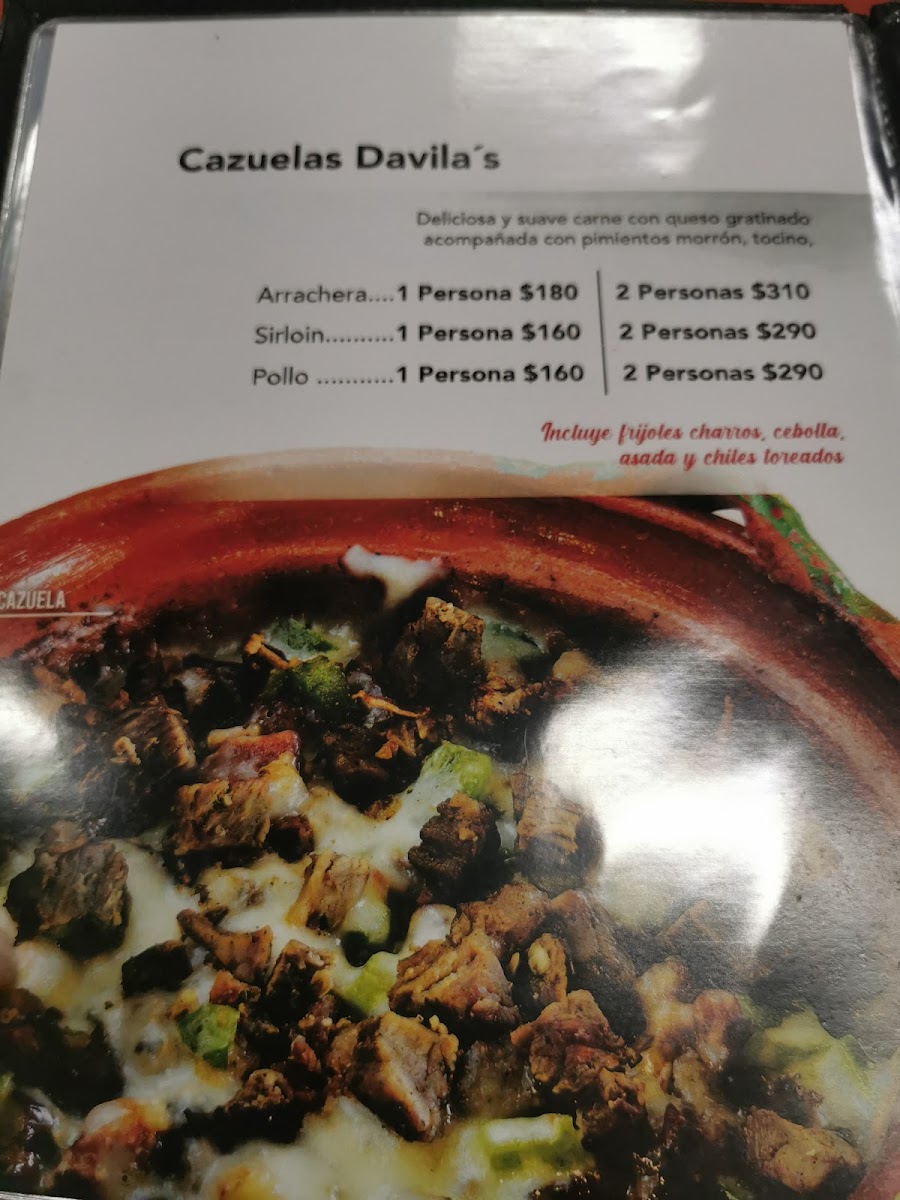 Cazuelas Davila´s
Deliciosa y suave carne con queso gratinado
acompañada con pimientos morrón, tocino,
Arrachera....1 Persona $180 2 Personas $310
Sirloin..........1 Persona $160 2 Personas $290
Pollo ...........1 Persona $160 2 Personas $290
Incluye frijoles charros, cebolla,
asada y chiles toreados
CAZUELA